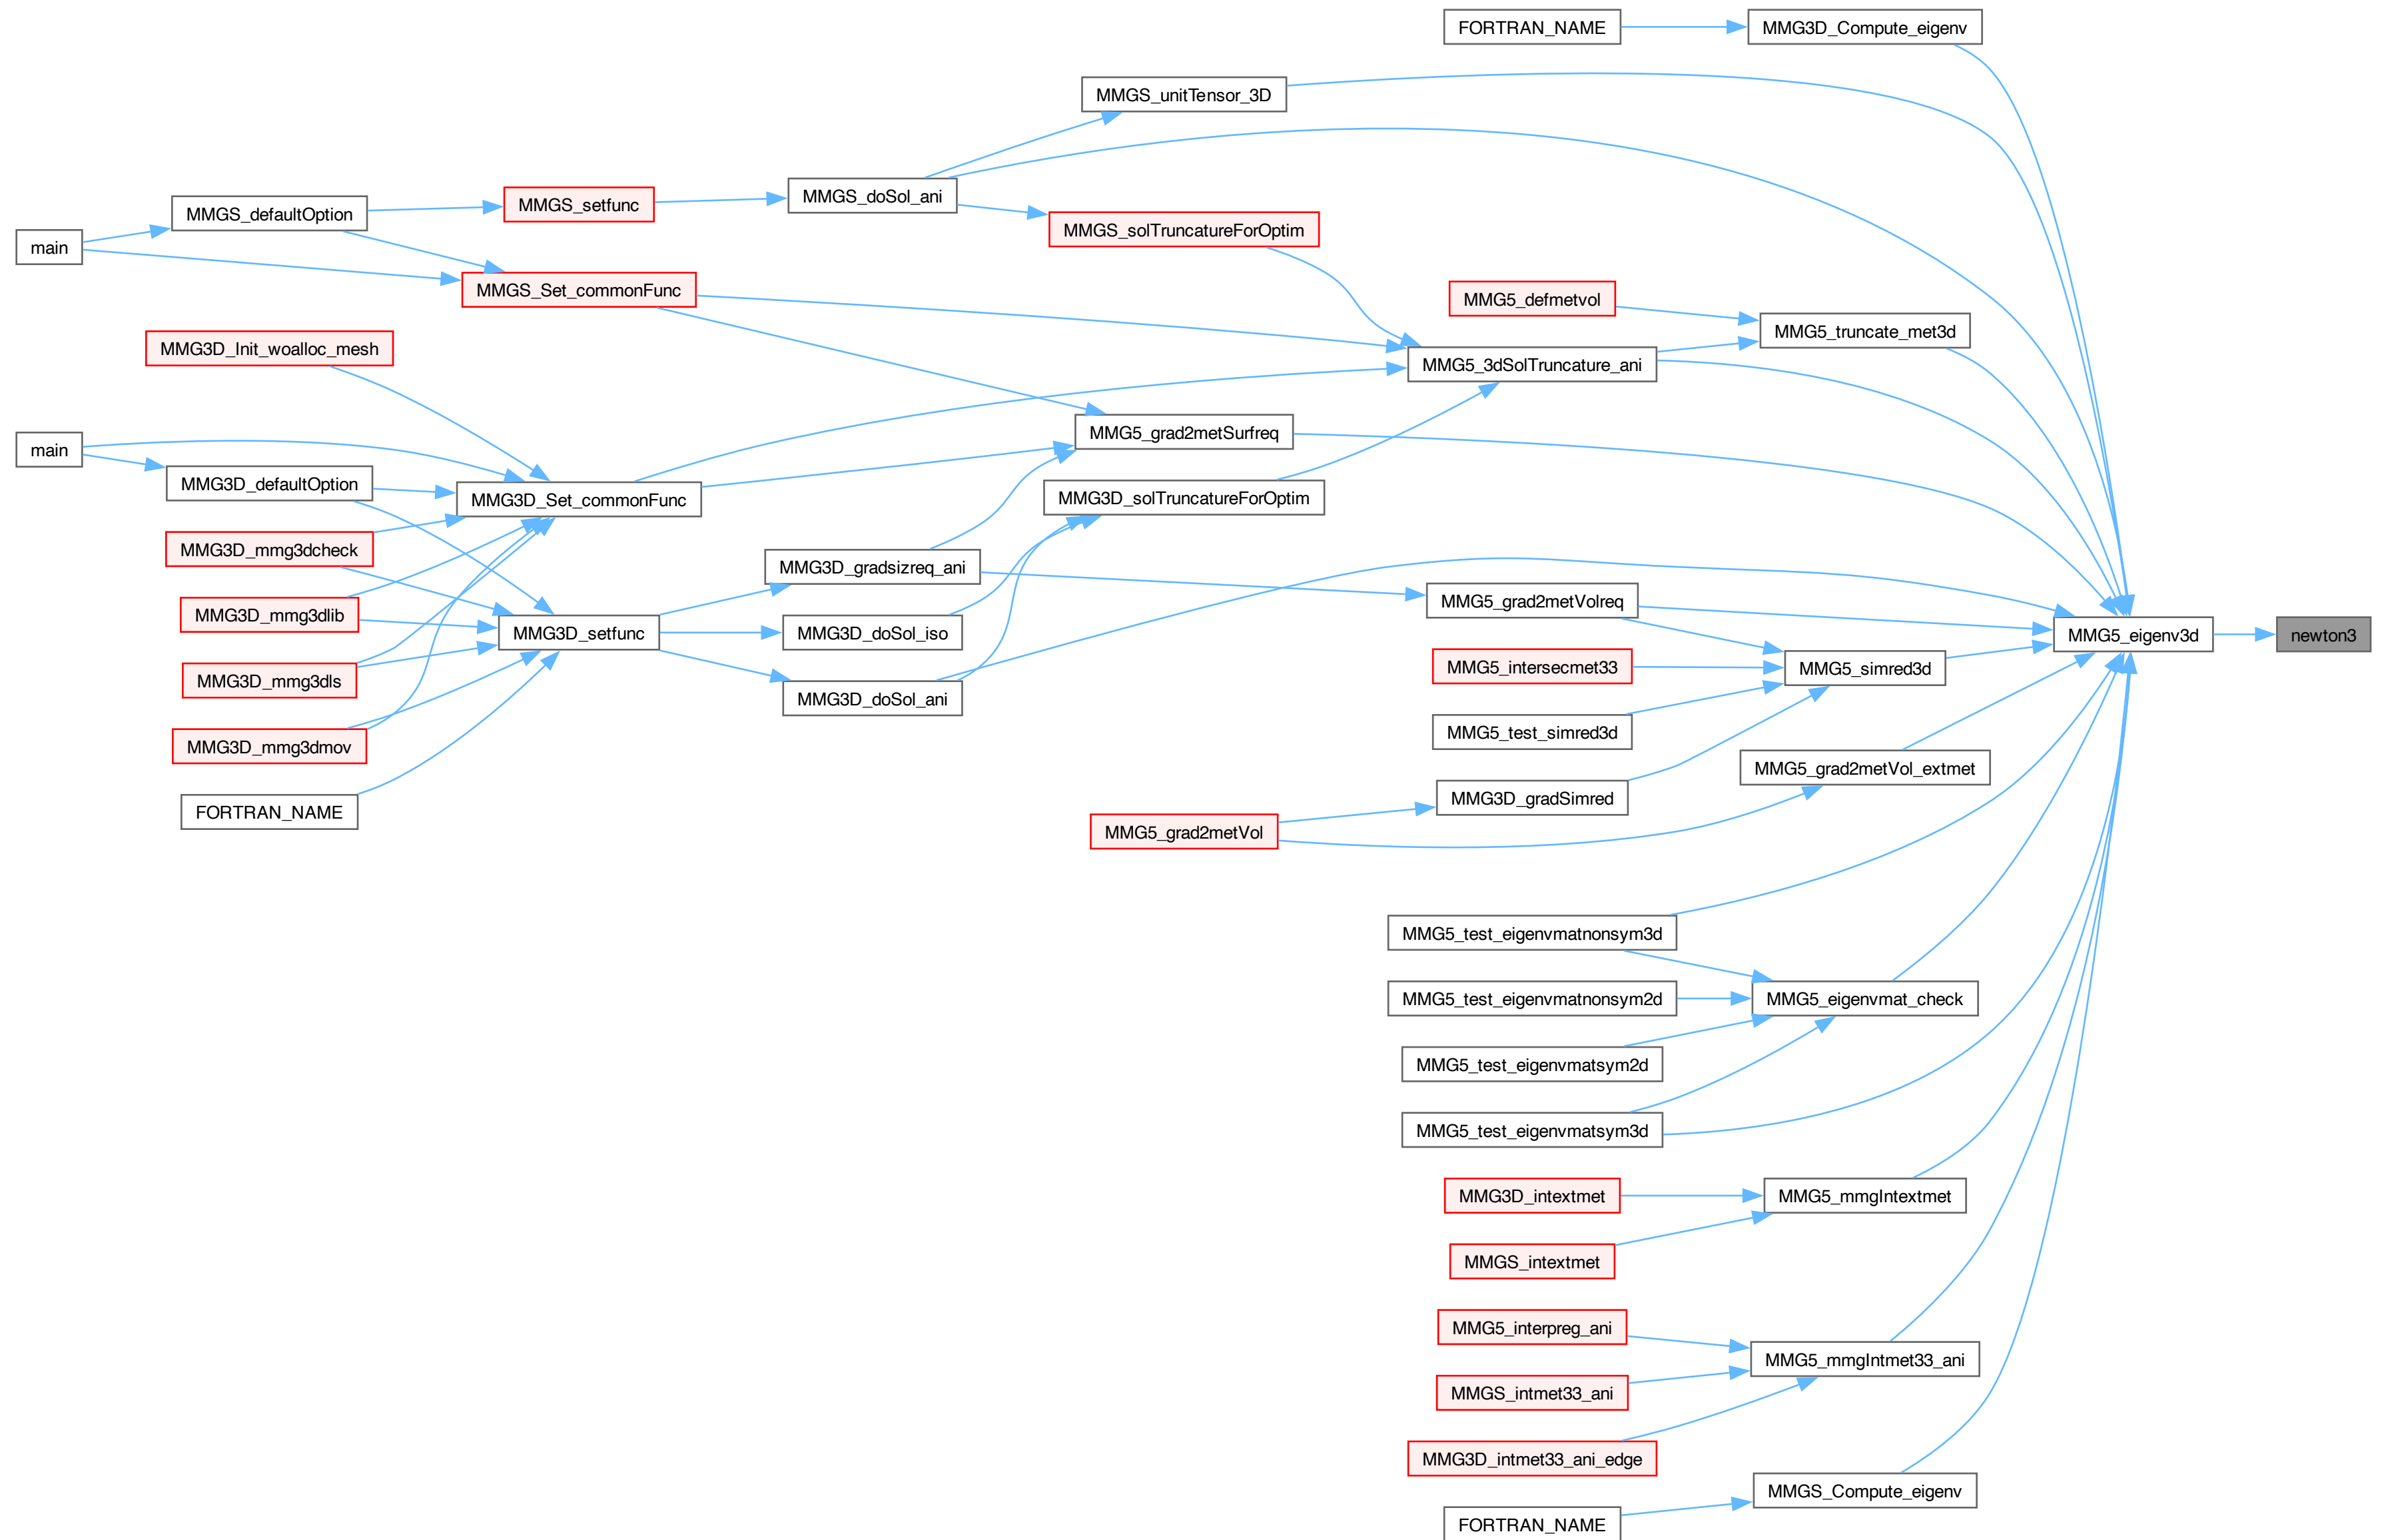 FORTRAN_NAME
MMG3D_Compute_eigenv
MMGS_unitTensor_3D
MMGS_defaultOption
MMGS_setfunc
MMGS_doSol_ani
main
MMGS_solTruncatureForOptim
MMGS_Set_commonFunc
MMG5_defmetvol
MMG5_truncate_met3d
MMG3D_Init_woalloc_mesh
MMG5_3dSolTruncature_ani
main
MMG5_grad2metSurfreq
MMG3D_defaultOption
MMG3D_Set_commonFunc
MMG3D_solTruncatureForOptim
MMG3D_mmg3dcheck
MMG3D_gradsizreq_ani
MMG5_grad2metVolreq
MMG3D_mmg3dlib
MMG3D_setfunc
MMG3D_doSol_iso
MMG5_eigenv3d
newton3
MMG3D_mmg3dls
MMG5_intersecmet33
MMG5_simred3d
MMG3D_doSol_ani
MMG3D_mmg3dmov
MMG5_test_simred3d
MMG5_grad2metVol_extmet
FORTRAN_NAME
MMG3D_gradSimred
MMG5_grad2metVol
MMG5_test_eigenvmatnonsym3d
MMG5_test_eigenvmatnonsym2d
MMG5_eigenvmat_check
MMG5_test_eigenvmatsym2d
MMG5_test_eigenvmatsym3d
MMG3D_intextmet
MMG5_mmgIntextmet
MMGS_intextmet
MMG5_interpreg_ani
MMG5_mmgIntmet33_ani
MMGS_intmet33_ani
MMG3D_intmet33_ani_edge
MMGS_Compute_eigenv
FORTRAN_NAME